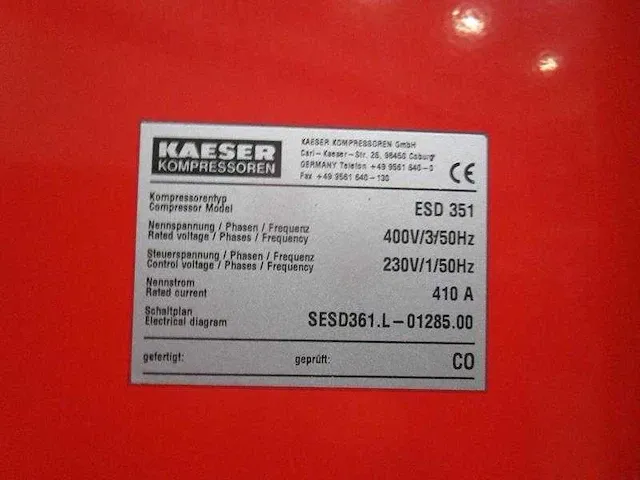 KAESER
KOMPRESSOREN
KAESER KOMPRESSOREN GmbH
Carl-Kaeser-Str. 26, 96450 Coburg
GERMANY Telefon +49 9561 640-0
Fax +49 9561 640-130
CE
Kompressorentyp
Compressor Model
ESD 351
Nennspannung / Phasen / Frequenz
Rated voltage / Phases / Frequency
400V/3/50Hz
Steuerspannung / Phasen / Frequenz
Control voltage / Phases / Frequency
230V/1/50Hz
Nennstrom
Rated current
410 A
Schaltplan
Electrical diagram
SESD361.L-01285.00
gefertigt:
geprüft:
CO